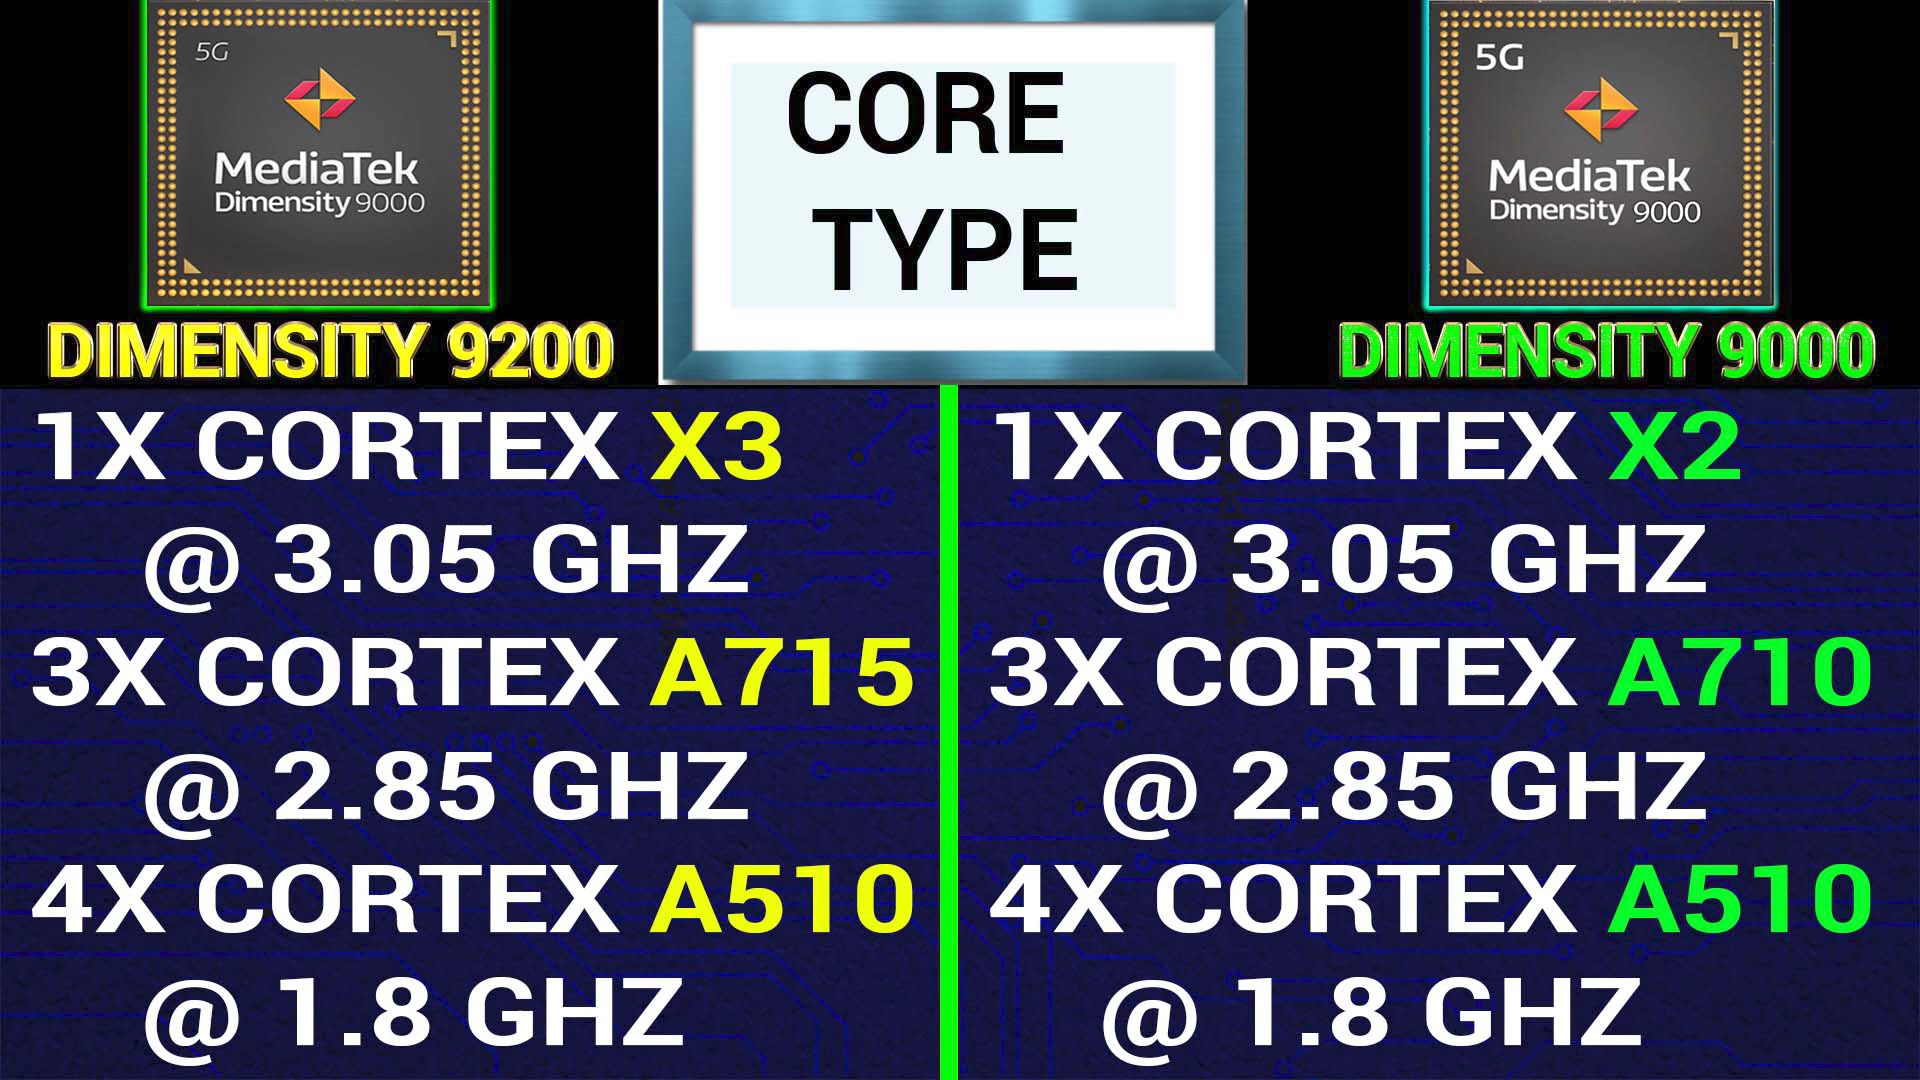 5G
MediaTek
Dimensity 9000
DIMENSITY 9200
CORE
TYPE
5G
MediaTek
Dimensity 9000
DIMENSITY 9000
1X CORTEX X3
@ 3.05 GHZ
3X CORTEX A715
@ 2.85 GHZ
4X CORTEX A510
@ 1.8 GHZ
1X CORTEX X2
@ 3.05 GHZ
3X CORTEX A710
@ 2.85 GHZ
4X CORTEX A510
@ 1.8 GHZ